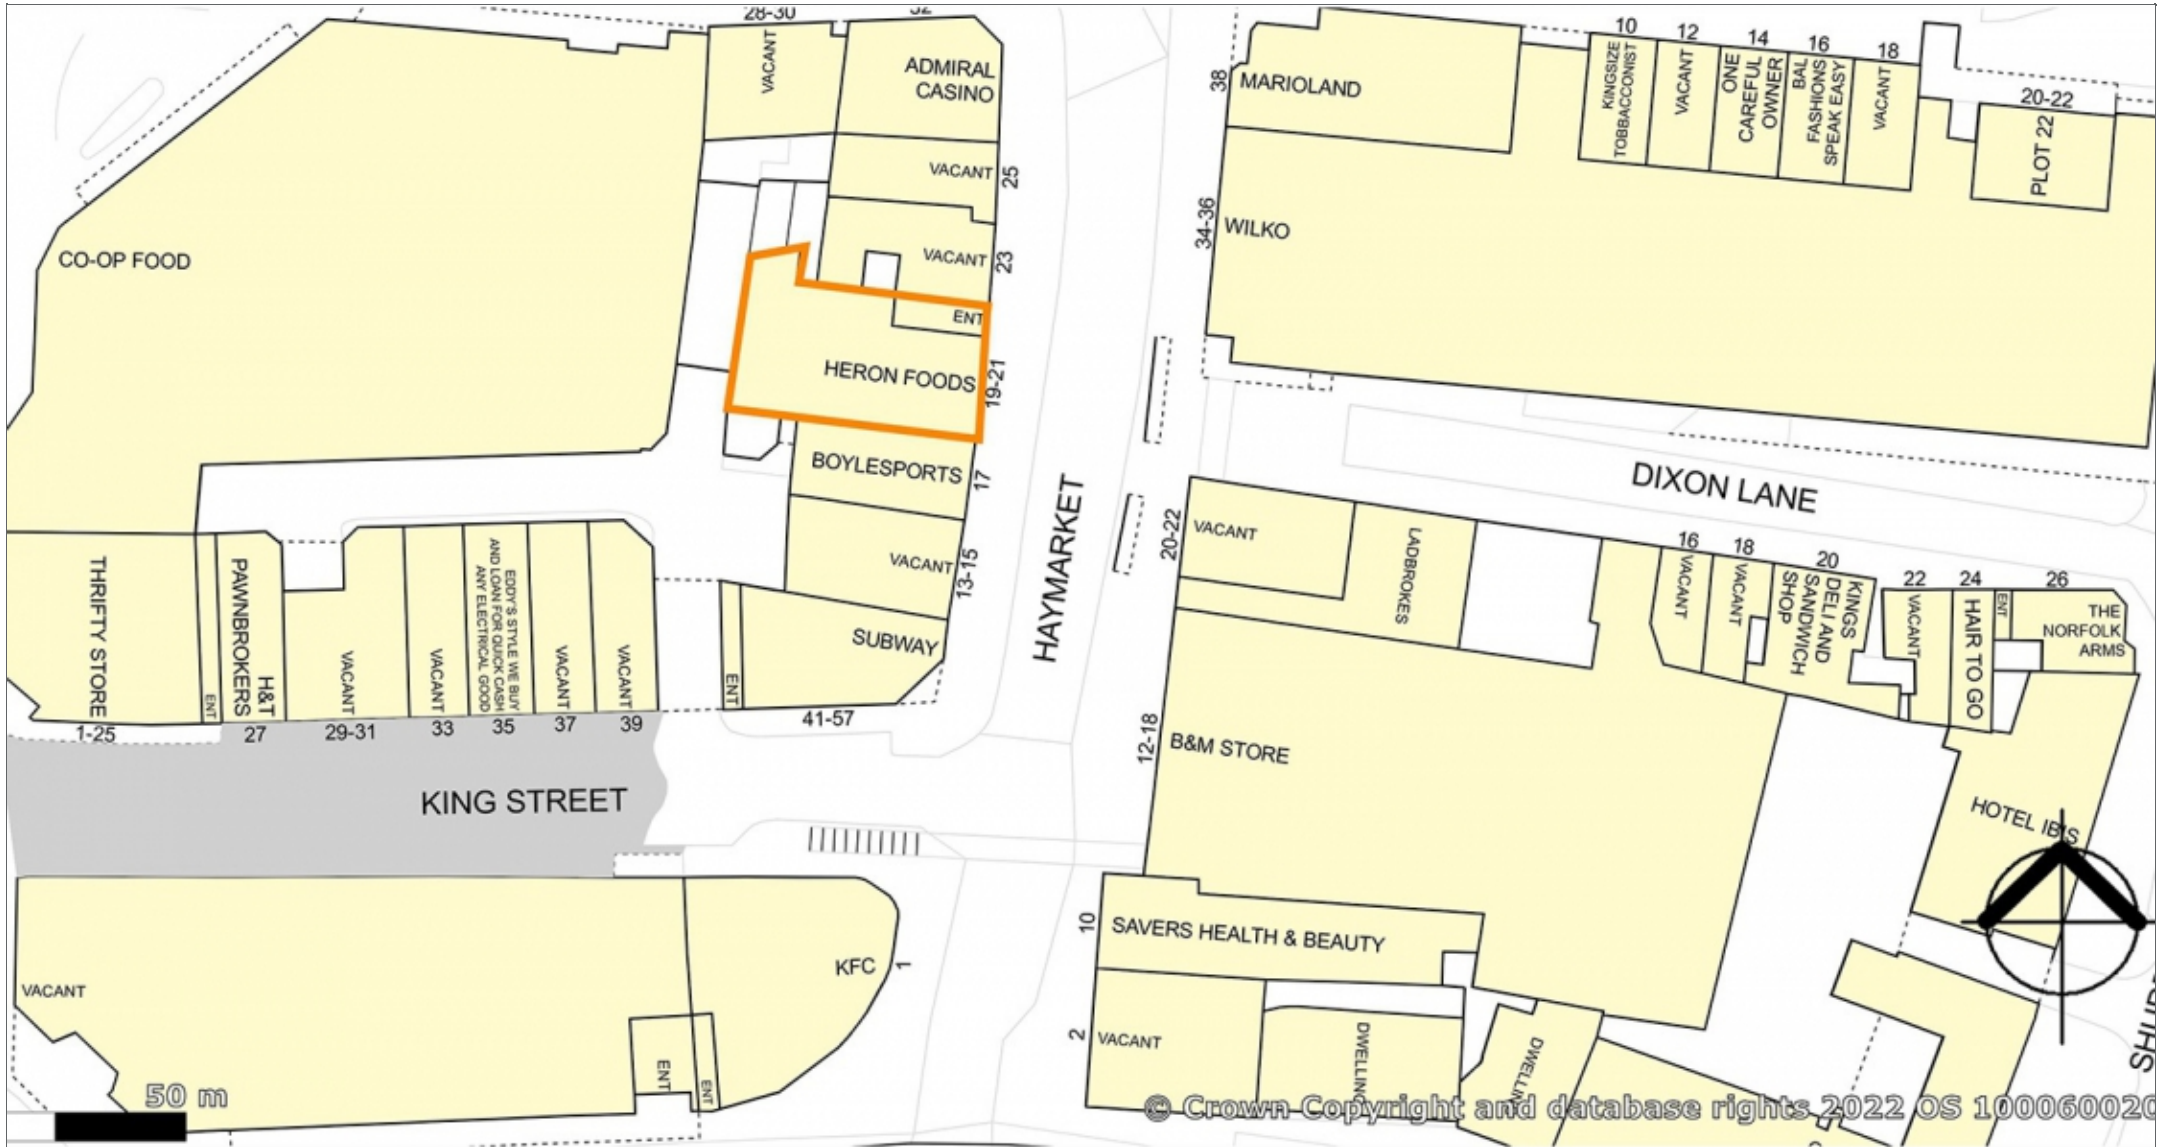 28-30
32
VACANT
ADMIRAL
CASINO
VACANT
25
VACANT
23
ENT
HERON FOODS
19-21
BOYLESPORTS
17
VACANT
13-15
SUBWAY
ENT
41-57
CO-OP FOOD
THRIFTY STORE
1-25
ENT
H&T
PAWNBROKERS
27
VACANT
29-31
VACANT
33
EDDY'S STYLE WE BUY
AND LOAN FOR QUICK CASH
ANY ELECTRICAL GOOD
35
VACANT
37
VACANT
39
KING STREET
HAYMARKET
VACANT
ENT
ENT
KFC
1
50 m
38
MARIOLAND
34-36
WILKO
10
KINGSIZE
TOBBACCONIST
12
VACANT
14
ONE
CAREFUL
OWNER
16
BAL
FASHIONS
SPEAK EASY
18
VACANT
20-22
PLOT 22
DIXON LANE
20-22
VACANT
LADBROKES
16
VACANT
18
VACANT
20
KINGS
DELI AND
SANDWICH
SHOP
22
VACANT
24
HAIR TO GO
ENT
26
THE
NORFOLK
ARMS
12-18
B&M STORE
HOTEL IBIS
10
SAVERS HEALTH & BEAUTY
2
VACANT
DWELLING
DWELLIN
© Crown Copyright and database rights 2022 OS 100060020